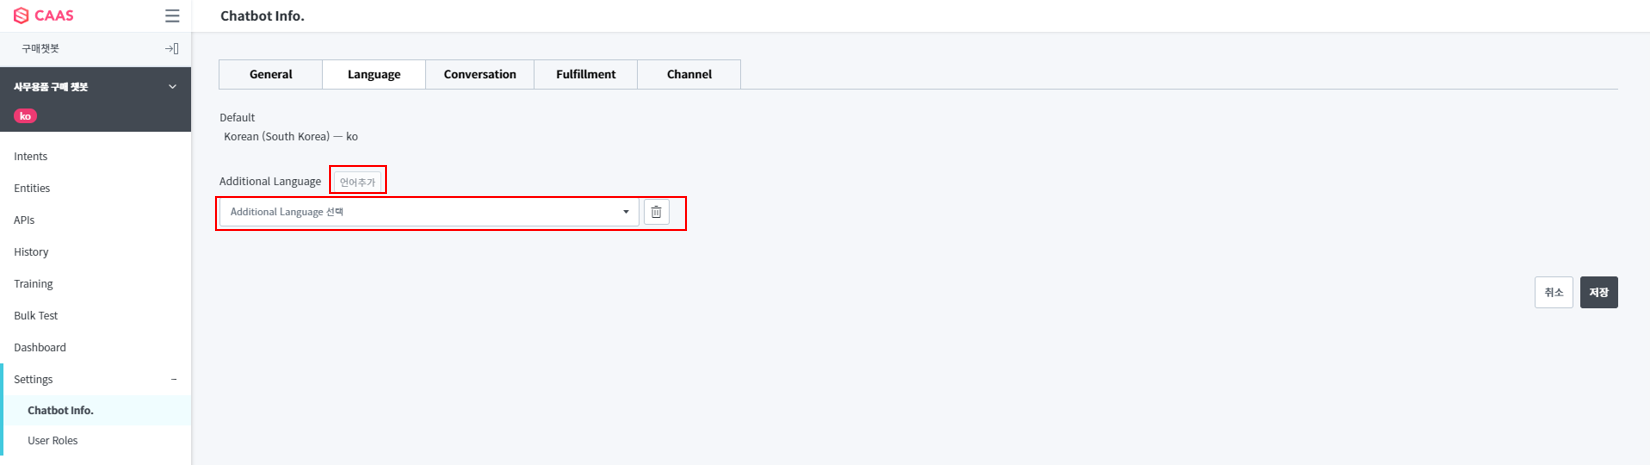 CAAS
Chatbot Info.
구매챗봇
사무용품 구매 챗봇
ko
Intents
Entities
APIs
History
Training
Bulk Test
Dashboard
Settings
Chatbot Info.
User Roles
General
Language
Conversation
Fulfillment
Channel
Default
Korean (South Korea) — ko
Additional Language 언어추가
Additional Language 선택
취소
저장